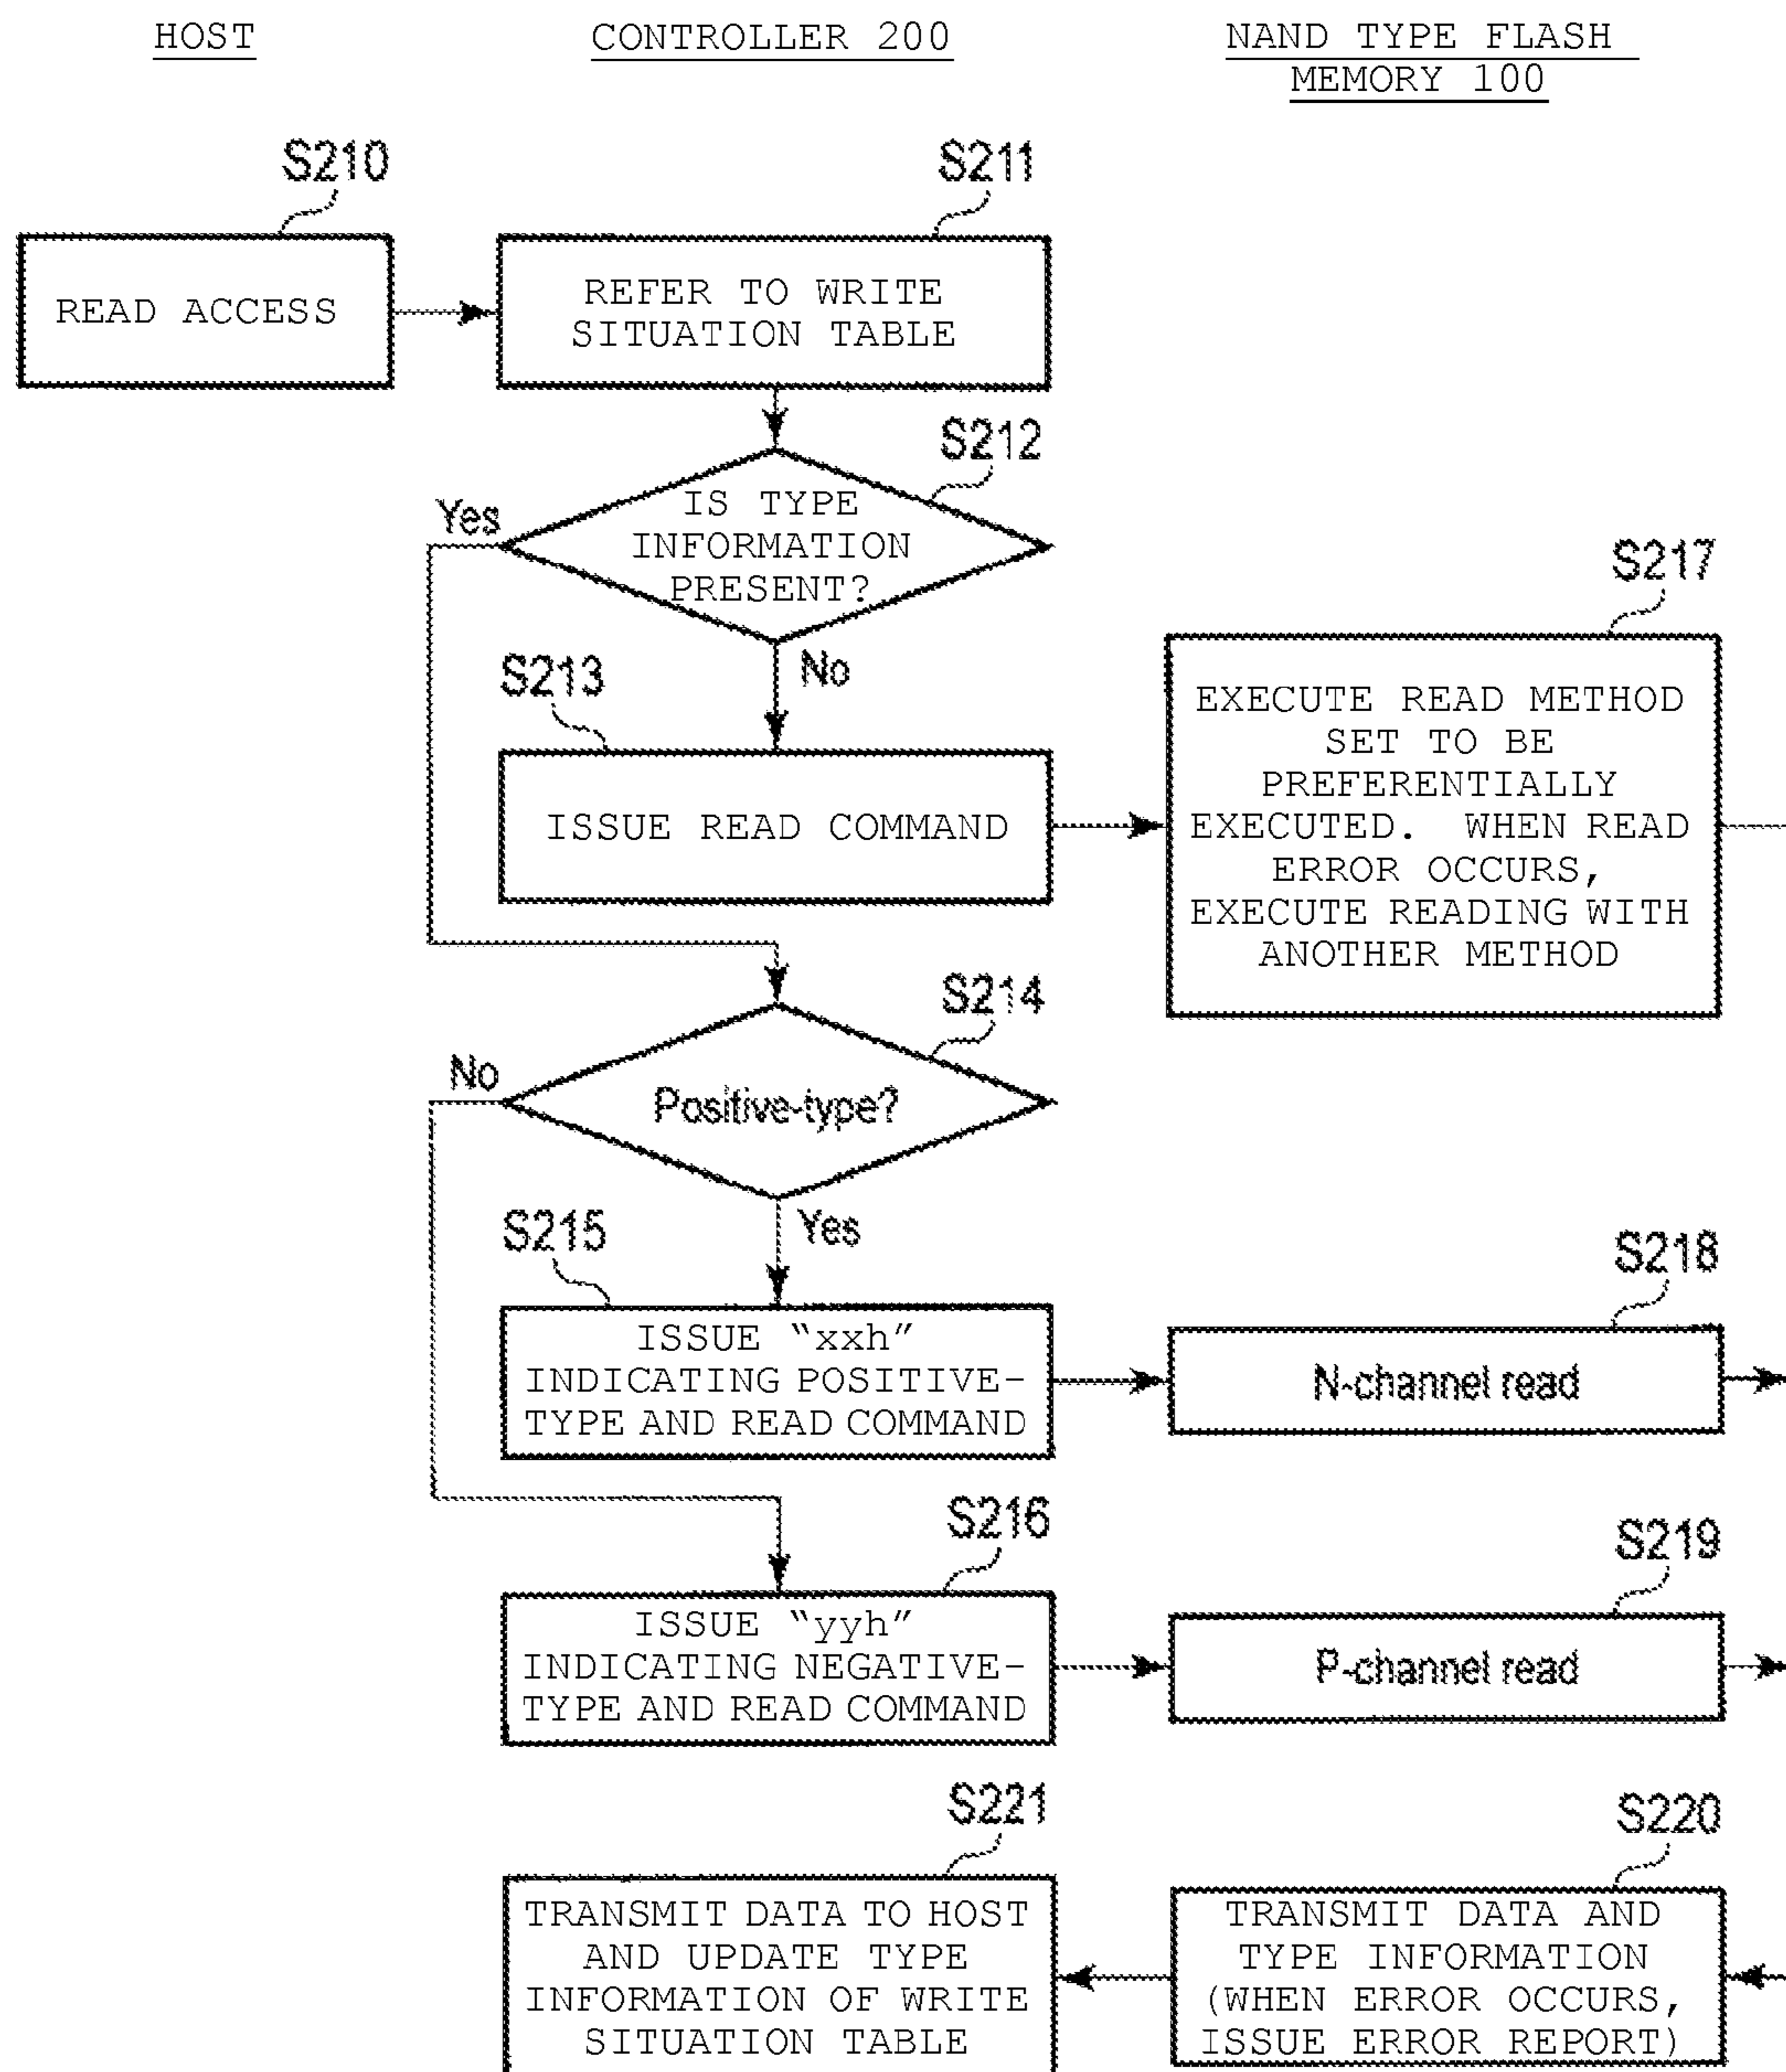 HOST
CONTROLLER 200
NAND TYPE FLASH
MEMORY 100
S210
READ ACCESS
S211
REFER TO WRITE
SITUATION TABLE
S212
IS TYPE
INFORMATION
PRESENT?
Yes
No
S213
ISSUE READ COMMAND
S217
EXECUTE READ METHOD
SET TO BE
PREFERENTIALLY
EXECUTED. WHEN READ
ERROR OCCURS,
EXECUTE READING WITH
ANOTHER METHOD
S214
Positive-type?
No
Yes
S215
ISSUE “xxh”
INDICATING POSITIVE-
TYPE AND READ COMMAND
S218
N-channel read
S216
ISSUE “yyh”
INDICATING NEGATIVE-
TYPE AND READ COMMAND
S219
P-channel read
S221
TRANSMIT DATA TO HOST
AND UPDATE TYPE
INFORMATION OF WRITE
SITUATION TABLE
S220
TRANSMIT DATA AND
TYPE INFORMATION
(WHEN ERROR OCCURS,
ISSUE ERROR REPORT)